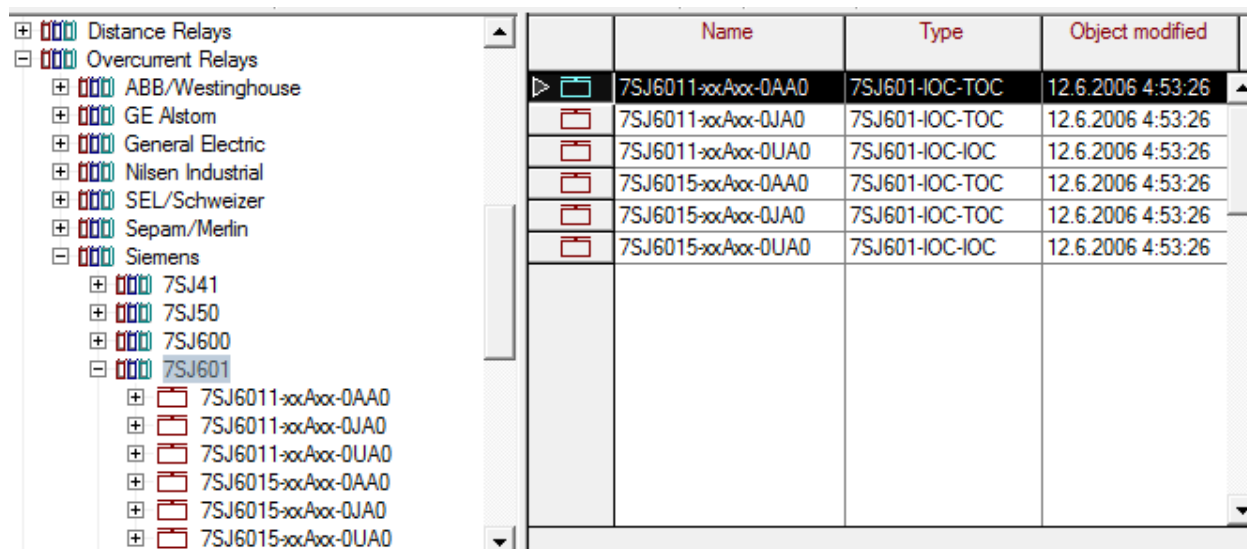 Distance Relays
Overcurrent Relays
ABB/Westinghouse
GE Alstom
General Electric
Nilsen Industrial
SEL/Schweizer
Sepam/Merlin
Siemens
7SJ41
7SJ50
7SJ600
7SJ601
7SJ6011-xxAxx-0AA0
7SJ6011-xxAxx-0JA0
7SJ6011-xxAxx-0UA0
7SJ6015-xxAxx-0AA0
7SJ6015-xxAxx-0JA0
7SJ6015-xxAxx-0UA0
Name Type Object modified
7SJ6011-xxAxx-0AA0 7SJ601-IOC-TOC 12.6.2006 4:53:26
7SJ6011-xxAxx-0JA0 7SJ601-IOC-TOC 12.6.2006 4:53:26
7SJ6011-xxAxx-0UA0 7SJ601-IOC-IOC 12.6.2006 4:53:26
7SJ6015-xxAxx-0AA0 7SJ601-IOC-TOC 12.6.2006 4:53:26
7SJ6015-xxAxx-0JA0 7SJ601-IOC-TOC 12.6.2006 4:53:26
7SJ6015-xxAxx-0UA0 7SJ601-IOC-IOC 12.6.2006 4:53:26